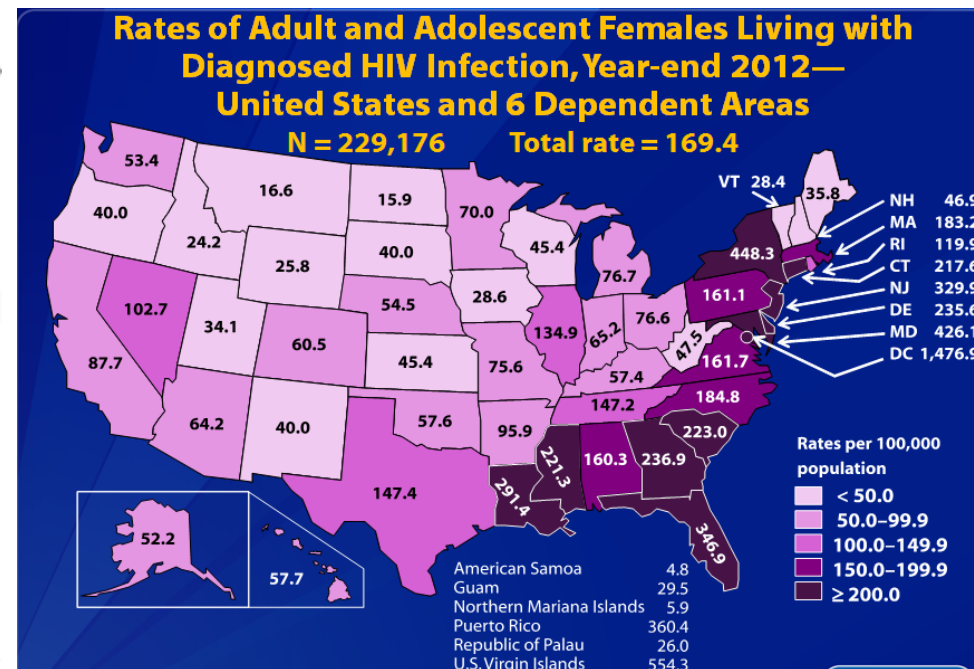 Rates of Adult and Adolescent Females Living with
Diagnosed HIV Infection, Year-end 2012—
United States and 6 Dependent Areas
N = 229,176 Total rate = 169.4
53.4
40.0
16.6
24.2
15.9
70.0
40.0
25.8
45.4
76.7
VT 28.4
35.8
NH 46.9
MA 183.2
RI 119.9
CT 217.6
NJ 329.9
DE 235.6
MD 426.1
DC 1,476.9
448.3
161.1
102.7
87.7
34.1
60.5
54.5
28.6
134.9
65.2
76.6
47.5
161.7
45.4
75.6
57.4
184.8
64.2
40.0
57.6
95.9
147.2
223.0
147.4
291.4
221.3
160.3
236.9
346.9
52.2
57.7
Rates per 100,000
population
< 50.0
50.0–99.9
100.0–149.9
150.0–199.9
≥ 200.0
American Samoa 4.8
Guam 29.5
Northern Mariana Islands 5.9
Puerto Rico 360.4
Republic of Palau 26.0
U.S. Virgin Islands 554.3